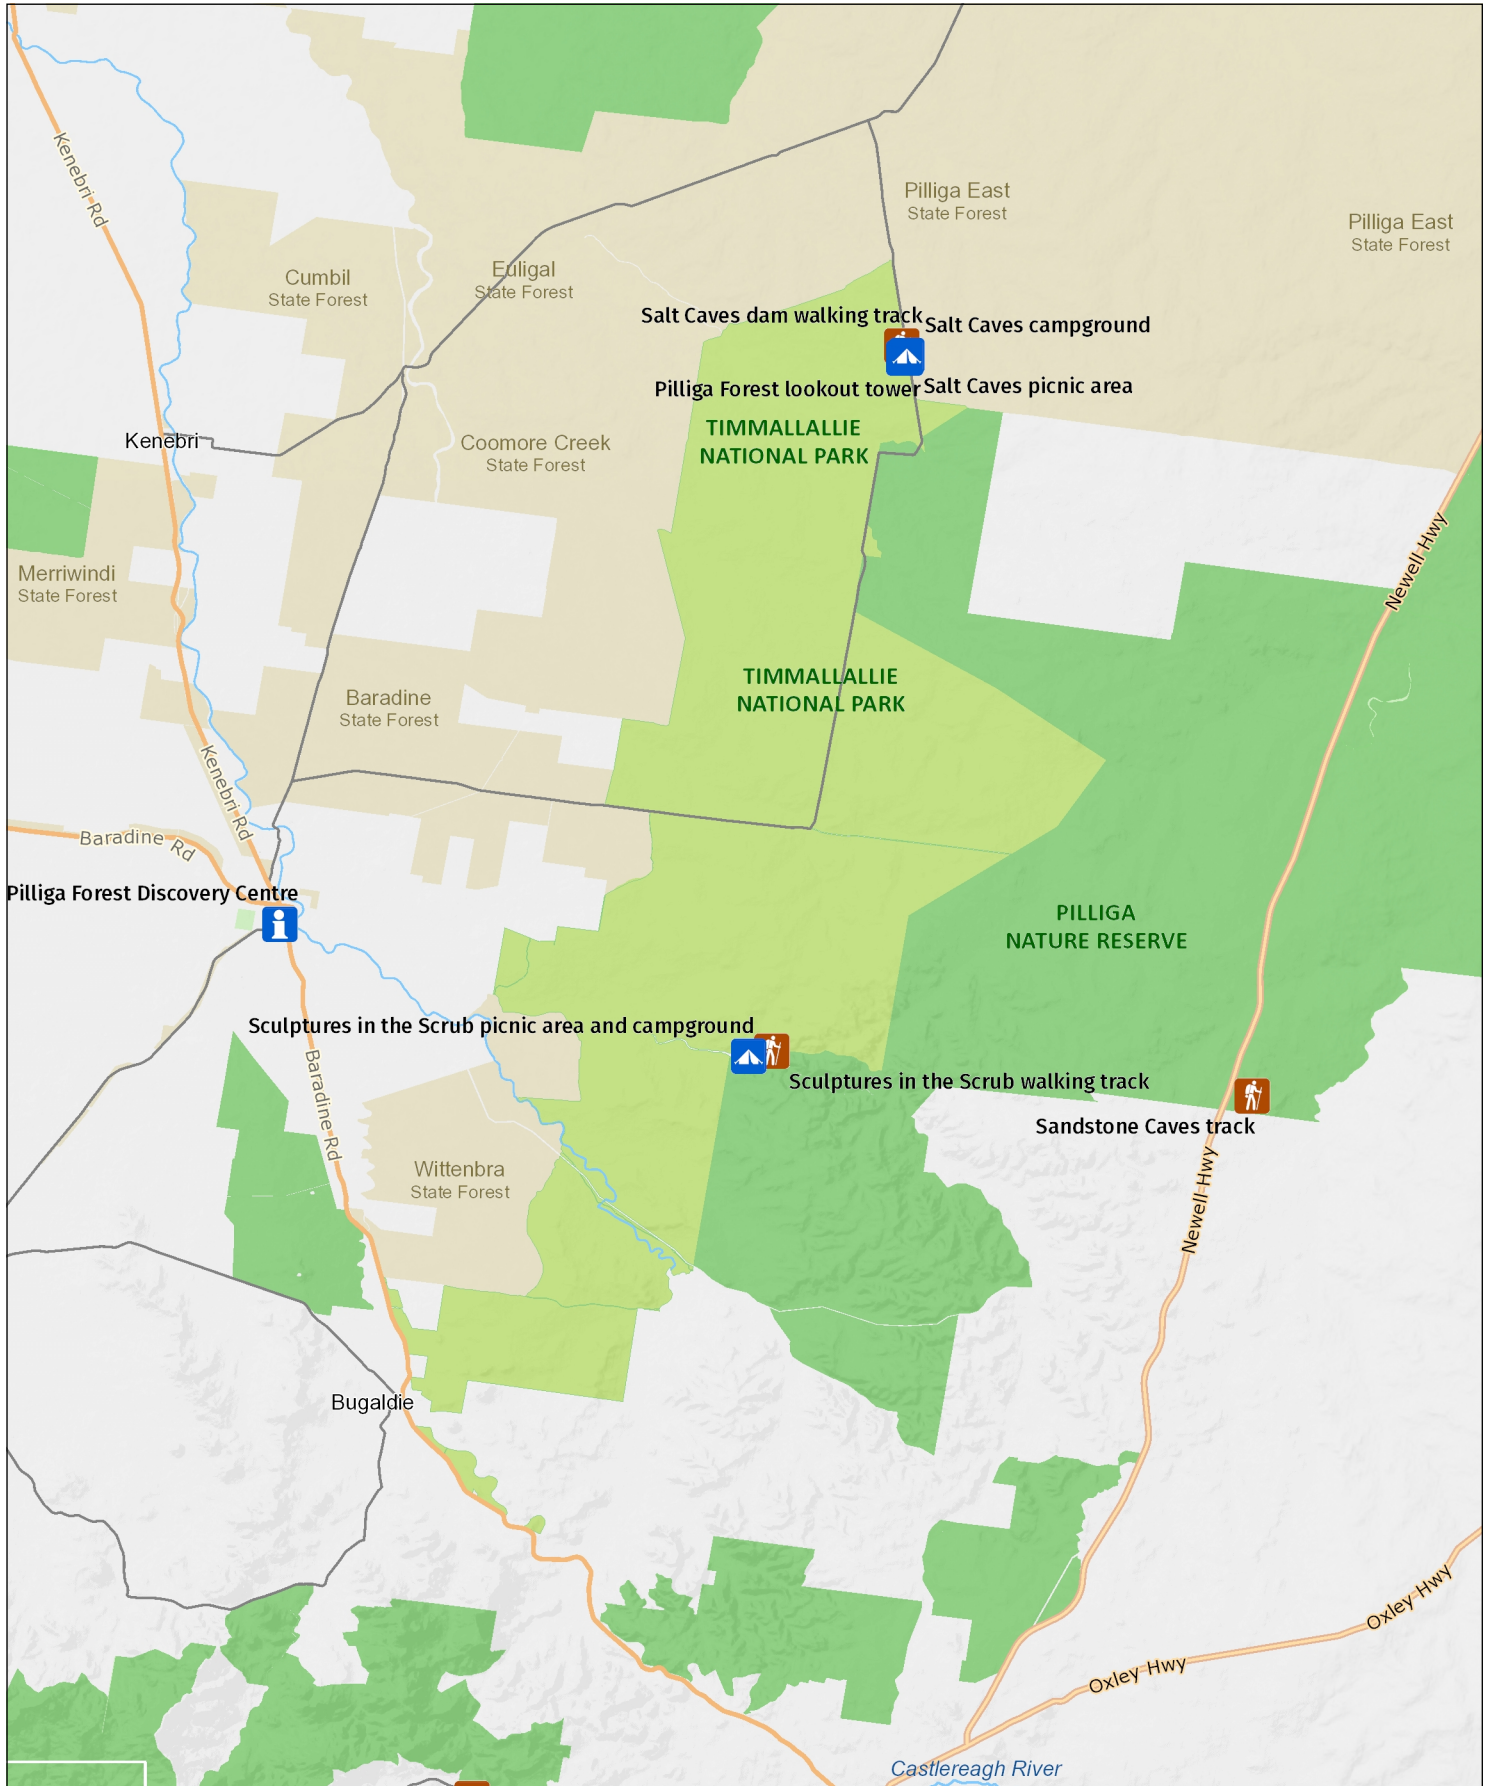 Kenebri Rd
Pilliga East
State Forest
Pilliga East
State Forest
Cumbil
State Forest
Euligal
State Forest
Salt Caves dam walking track
Salt Caves campground
Pilliga Forest lookout tower
Salt Caves picnic area
TIMMALLALLIE
NATIONAL PARK
Kenebri
Coomore Creek
State Forest
Newell Hwy
Merriwindi
State Forest
TIMMALLALLIE
NATIONAL PARK
Baradine
State Forest
Kenebri Rd
Baradine Rd
Pilliga Forest Discovery Centre
PILLIGA
NATURE RESERVE
Sculptures in the Scrub picnic area and campground
Sculptures in the Scrub walking track
Baradine Rd
Sandstone Caves track
Wittenbra
State Forest
Newell Hwy
Bugaldie
Oxley Hwy
Oxley Hwy
Castlereagh River